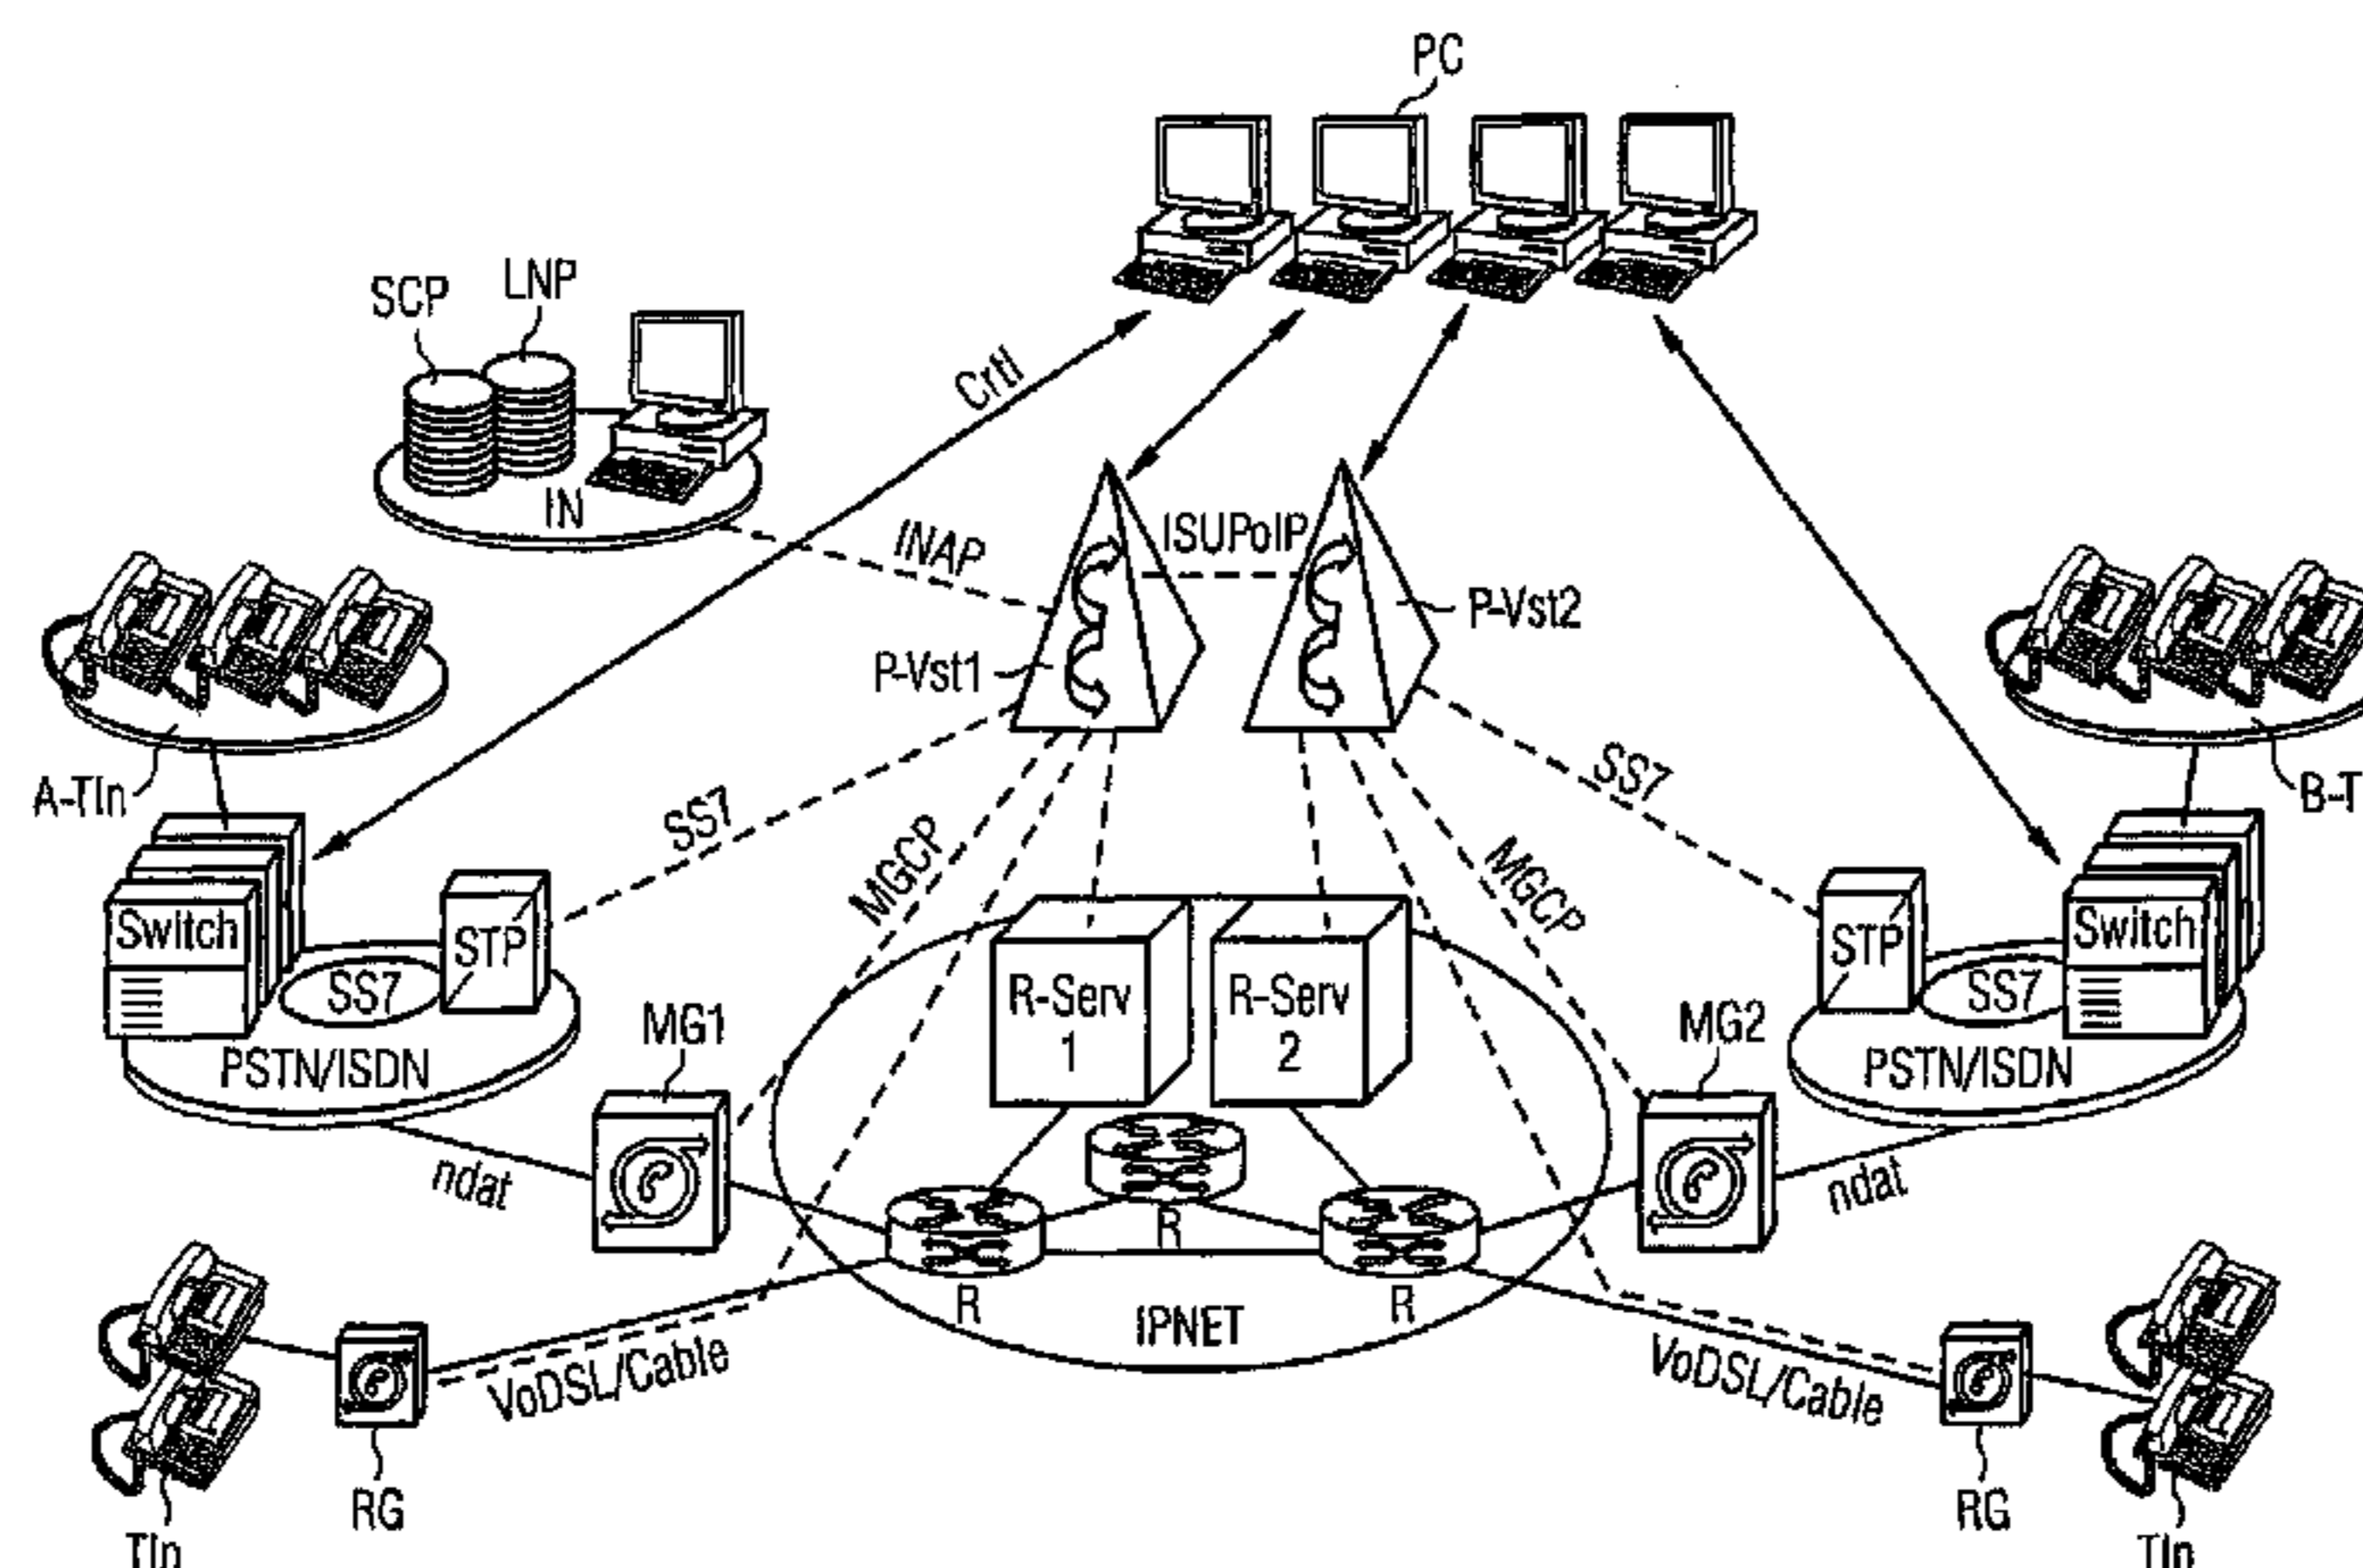 PC
SCP
LNP
Crtl
IN
INAP
ISUPoIP
P-Vst2
P-Vst1
A-Tln
B-T
SS7
SS7
MGCP
MGCP
Switch
STP
SS7
PSTN/ISDN
R-Serv
1
R-Serv
2
STP
Switch
SS7
PSTN/ISDN
MG1
MG2
ndat
ndat
R
R
R
IPNET
VoDSL/Cable
VoDSL/Cable
RG
RG
Tln
Tln